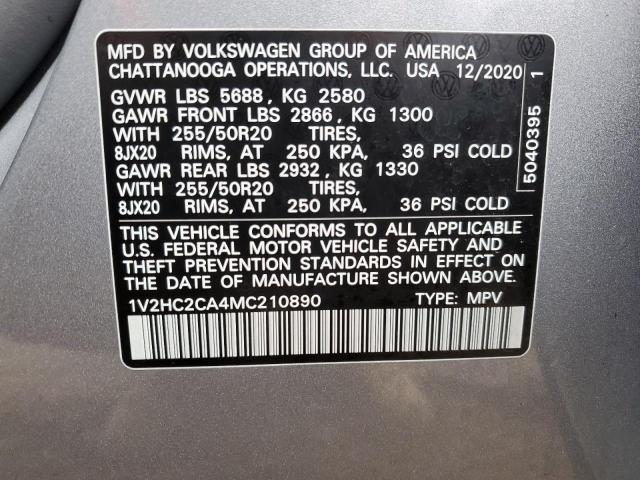 MFD BY VOLKSWAGEN GROUP OF AMERICA
CHATTANOOGA OPERATIONS, LLC. USA 12/2020
GVWR LBS 5688, KG 2580
GAWR FRONT LBS 2866, KG 1300
WITH 255/50R20 TIRES,
8JX20 RIMS, AT 250 KPA, 36 PSI COLD
GAWR REAR LBS 2932, KG 1330
WITH 255/50R20 TIRES,
8JX20 RIMS, AT 250 KPA, 36 PSI COLD
5040395 1
THIS VEHICLE CONFORMS TO ALL APPLICABLE
U.S. FEDERAL MOTOR VEHICLE SAFETY AND
THEFT PREVENTION STANDARDS IN EFFECT ON
THE DATE OF MANUFACTURE SHOWN ABOVE.
1V2HC2CA4MC210890 TYPE: MPV